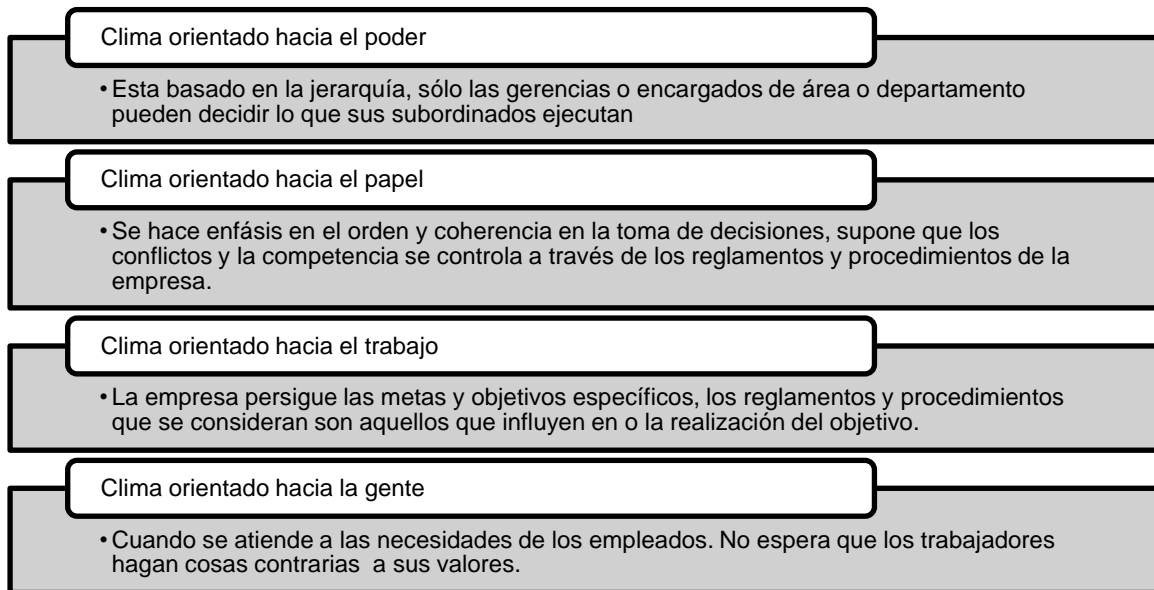 Clima orientado hacia el poder
•Esta basado en la jerarquía, sólo las gerencias o encargados de área o departamento
pueden decidir lo que sus subordinados ejecutan
Clima orientado hacia el papel
•Se hace enfásis en el orden y coherencia en la toma de decisiones, supone que los
conflictos y la competencia se controla a través de los reglamentos y procedimientos de la
empresa.
Clima orientado hacia el trabajo
•La empresa persigue las metas y objetivos específicos, los reglamentos y procedimientos
que se consideran son aquellos que influyen en o la realización del objetivo.
Clima orientado hacia la gente
•Cuando se atiende a las necesidades de los empleados. No espera que los trabajadores
hagan cosas contrarias a sus valores.